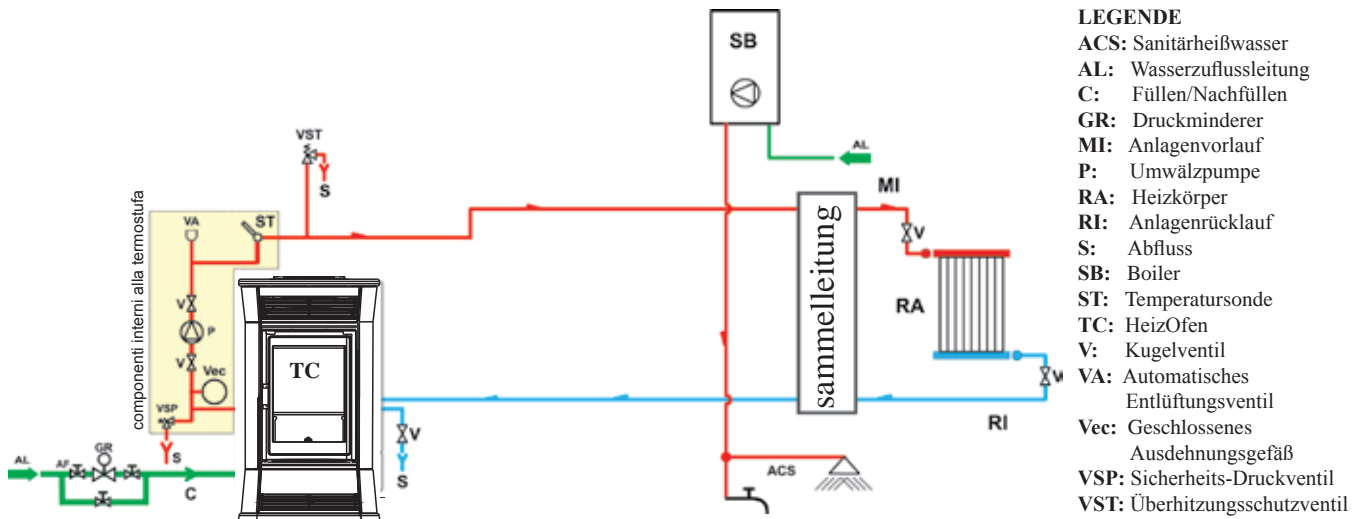 SB
VST
S
AL
MI
componenti interni alla termostufa
VA
ST
V
V
P
V
Vec
TC
sammelleitung
RA
V
RI
VSP
S
V
S
AL
AF
GR
C
ACS
LEGENDE
ACS: Sanitärheißwasser
AL: Wasserzuflussleitung
C: Füllen/Nachfüllen
GR: Druckminderer
MI: Anlagenvorlauf
P: Umwälzpumpe
RA: Heizkörper
RI: Anlagenrücklauf
S: Abfluss
SB: Boiler
ST: Temperatursonde
TC: HeizOfen
V: Kugelventil
VA: Automatisches
Entlüftungsventil
Vec: Geschlossenes
Ausdehnungsgefäß
VSP: Sicherheits-Druckventil
VST: Überhitzungsschutzventil